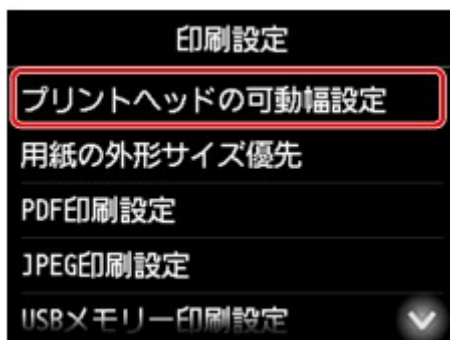 印刷設定
プリントヘッドの可動幅設定
用紙の外形サイズ優先
PDF印刷設定
JPEG印刷設定
USBメモリー印刷設定